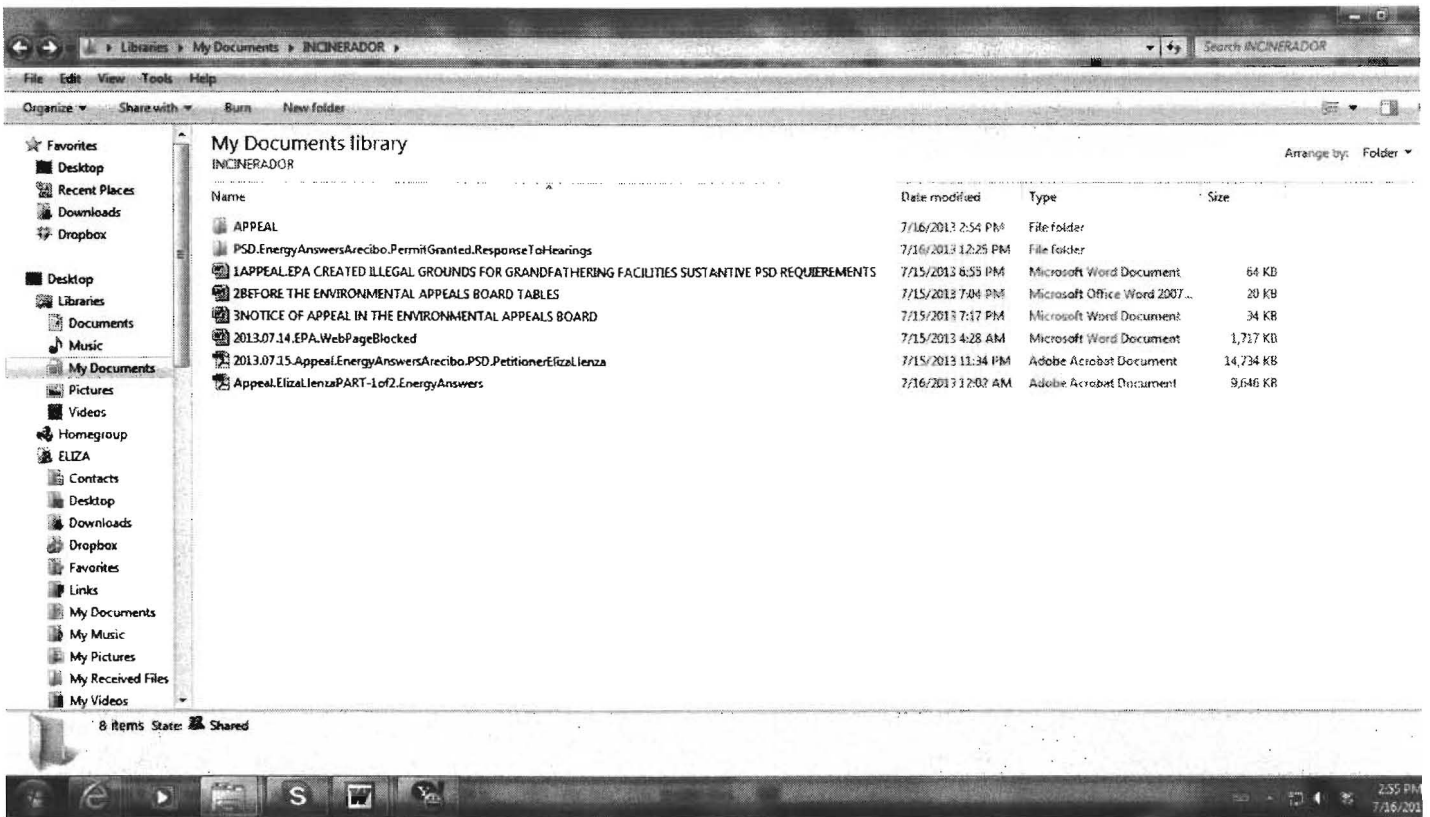 Libraries ▸ My Documents ▸ INCINERADOR ▸
Search INCINERADOR
File Edit View Tools Help
Organize Share with Burn New folder
My Documents library
INCINERADOR
Arrange by: Folder
Name Date modified Type Size
APPEAL 7/16/2013 2:54 PM File folder
PSD.EnergyAnswersArecibo.PermitGranted.ResponseToHearings 7/16/2013 12:25 PM File folder
1APPEAL.EPA CREATED ILLEGAL GROUNDS FOR GRANDFATHERING FACILITIES SUSTANTIVE PSD REQUIEREMENTS 7/15/2013 6:55 PM Microsoft Word Document 64 KB
2BEFORE THE ENVIRONMENTAL APPEALS BOARD TABLES 7/15/2013 7:04 PM Microsoft Office Word 2007... 20 KB
3NOTICE OF APPEAL IN THE ENVIRONMENTAL APPEALS BOARD 7/15/2013 7:17 PM Microsoft Word Document 34 KB
2013.07.14.EPA.WebPageBlocked 7/15/2013 4:28 AM Microsoft Word Document 1,717 KB
2013.07.15.Appeal.EnergyAnswersArecibo.PSD.PetitionerElizaLlenza 7/15/2013 11:34 PM Adobe Acrobat Document 14,734 KB
Appeal.ElizaLlenzaPART-1of2.EnergyAnswers 7/16/2013 12:02 AM Adobe Acrobat Document 9,646 KB
Favorites
Desktop
Recent Places
Downloads
Dropbox
Desktop
Libraries
Documents
Music
My Documents
Pictures
Videos
Homegroup
ELIZA
Contacts
Desktop
Downloads
Dropbox
Favorites
Links
My Documents
My Music
My Pictures
My Received Files
My Videos
8 items State: Shared
2:55 PM
7/16/201